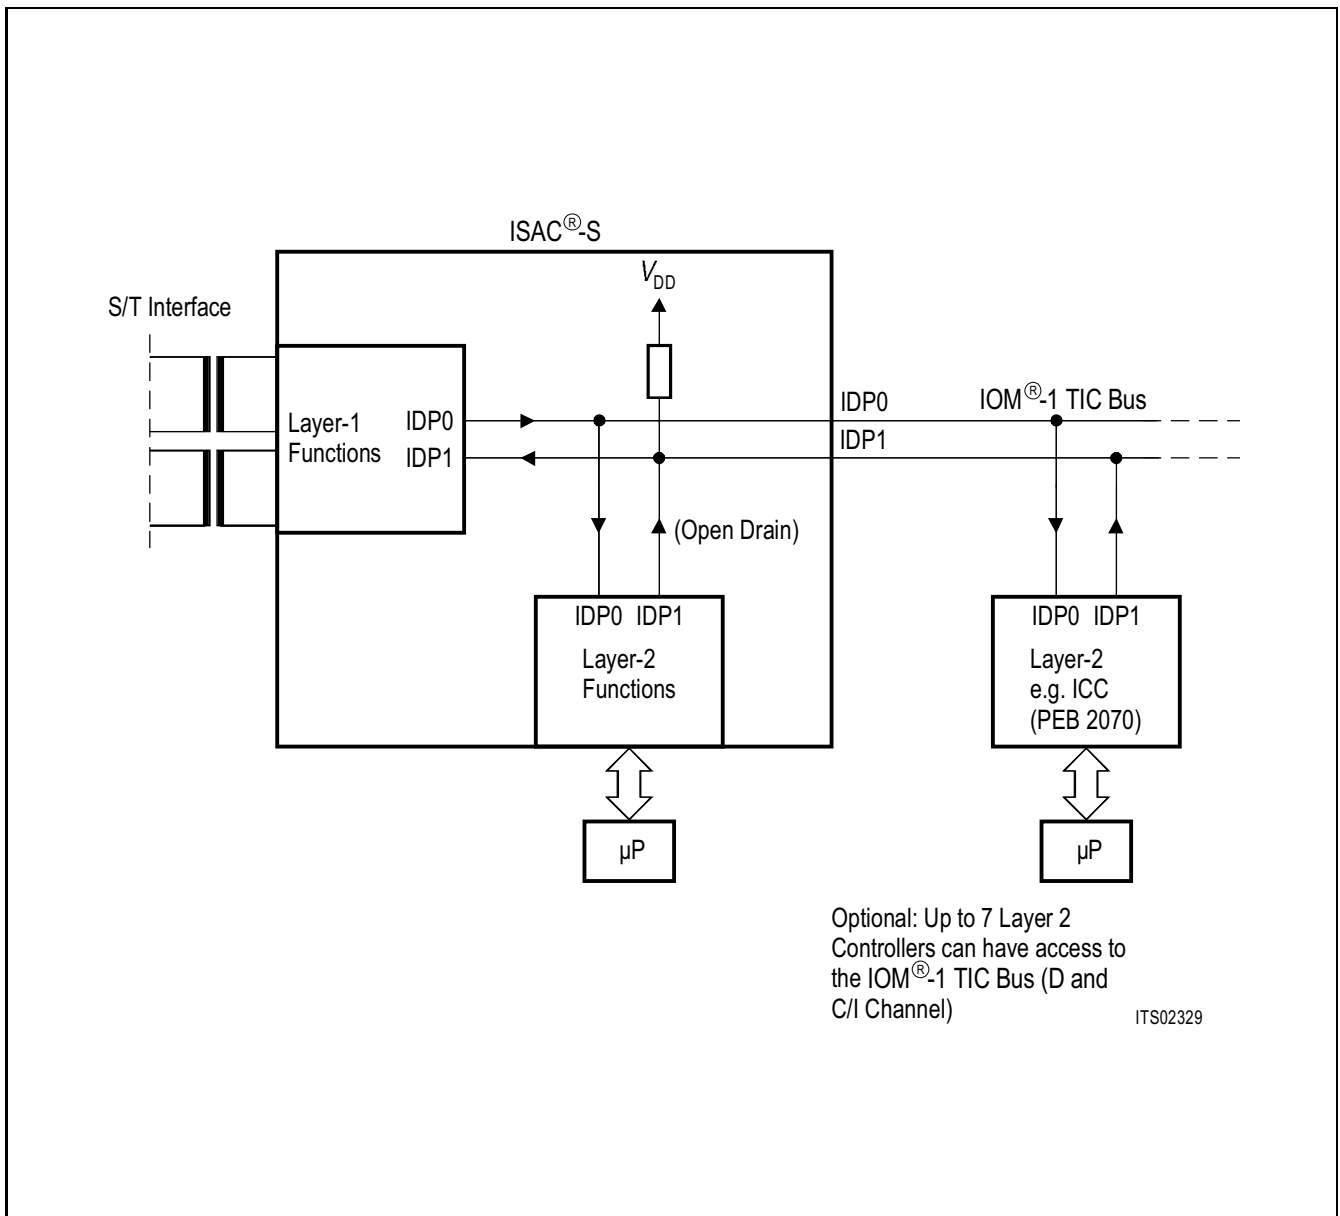 ISAC®-S
VDD
S/T Interface
Layer-1
Functions
IDP0
IDP1
IDP0
IDP1
IOM®-1 TIC Bus
(Open Drain)
IDP0 IDP1
Layer-2
Functions
IDP0 IDP1
Layer-2
e.g. ICC
(PEB 2070)
µP
µP
Optional: Up to 7 Layer 2
Controllers can have access to
the IOM®-1 TIC Bus (D and
C/I Channel)
ITS02329